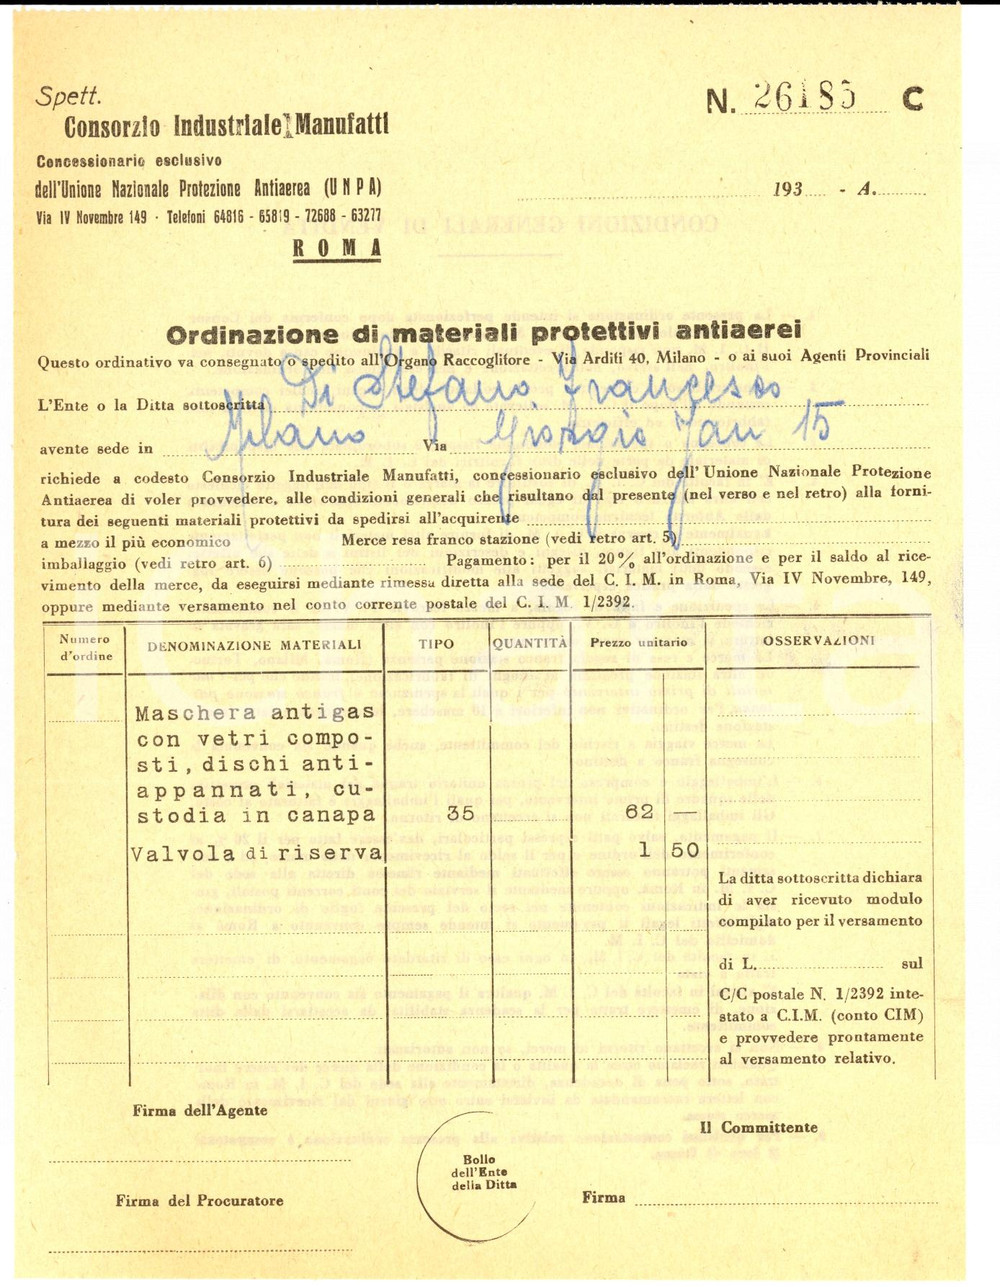 Spett.
Consorzio Industriale Manufatti
Concessionario esclusivo
dell'Unione Nazionale Protezione Antiaerea (UNPA)
Via IV Novembre 149 - Telefoni 64816 - 65819 - 72688 - 63277
ROMA
N. 26185 C
193 - A.
Ordinazione di materiali protettivi antiaerei
Questo ordinativo va consegnato o spedito all'Organo Raccoglitore - Via Arditi 40, Milano - o ai suoi Agenti Provinciali
L'Ente o la Ditta sottoscritta Di Stefano Francesco
avente sede in Milano Via Giorgio Jan 15
richiede a codesto Consorzio Industriale Manufatti, concessionario esclusivo dell'Unione Nazionale Protezione
Antiaerea di voler provvedere, alle condizioni generali che risultano dal presente (nel verso e nel retro) alla forni-
tura dei seguenti materiali protettivi da spedirsi all'acquirente
a mezzo il più economico Merce resa franco stazione (vedi retro art. 5)
imballaggio (vedi retro art. 6) Pagamento: per il 20% all'ordinazione e per il saldo al rice-
vimento della merce, da eseguirsi mediante rimessa diretta alla sede del C. I. M. in Roma, Via IV Novembre, 149,
oppure mediante versamento nel conto corrente postale del C. I. M. 1/2392.
Numero d'ordine DENOMINAZIONE MATERIALI TIPO QUANTITÀ Prezzo unitario OSSERVAZIONI
Maschera antigas
con vetri compo-
sti, dischi anti-
appannati, cu-
stodia in canapa 35 62 —
Valvola di riserva 1 50
La ditta sottoscritta dichiara
di aver ricevuto modulo
compilato per il versamento
di L. sul
C/C postale N. 1/2392 inte-
stato a C.I.M. (conto CIM)
e provvedere prontamente
al versamento relativo.
Firma dell'Agente
Il Committente
Bollo
dell'Ente
della Ditta
Firma del Procuratore
Firma